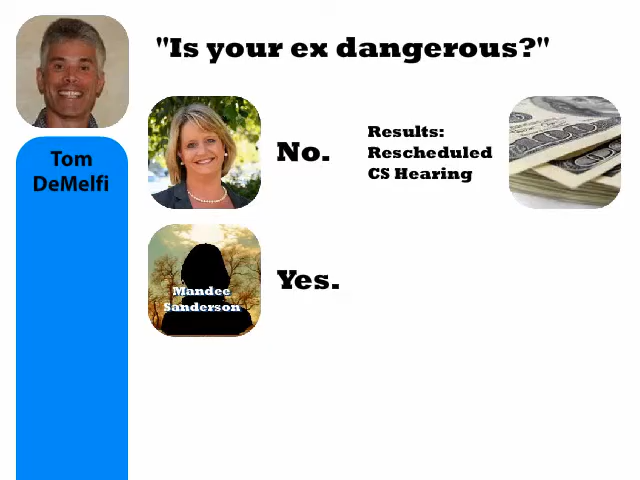 "Is your ex dangerous?"
Tom
DeMelfi
No.
Results:
Rescheduled
CS Hearing
Mandee
Sanderson
Yes.